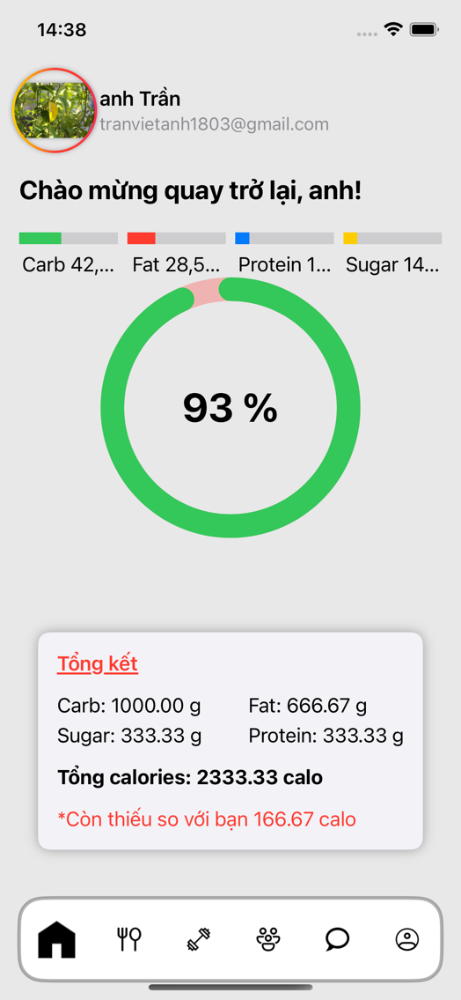 14:38
anh Trần
tranvietanh1803@gmail.com
Chào mừng quay trở lại, anh!
Carb 42,... Fat 28,5... Protein 1... Sugar 14...
93 %
Tổng kết
Carb: 1000.00 g Fat: 666.67 g
Sugar: 333.33 g Protein: 333.33 g
Tổng calories: 2333.33 calo
*Còn thiếu so với bạn 166.67 calo